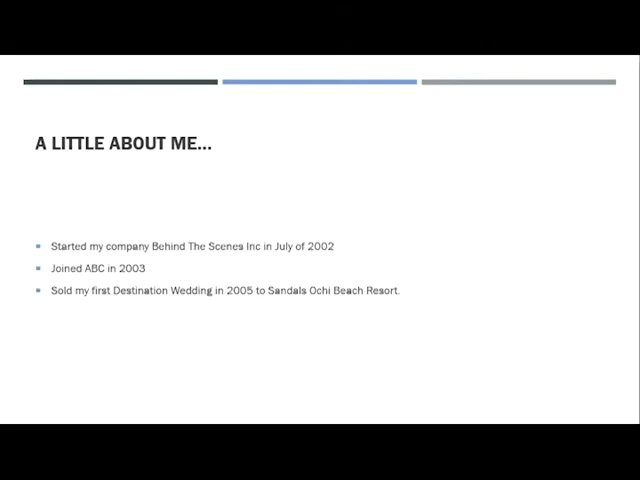 A LITTLE ABOUT ME...
Started my company Behind The Scenes Inc in July of 2002
Joined ABC in 2003
Sold my first Destination Wedding in 2005 to Sandals Ochi Beach Resort.